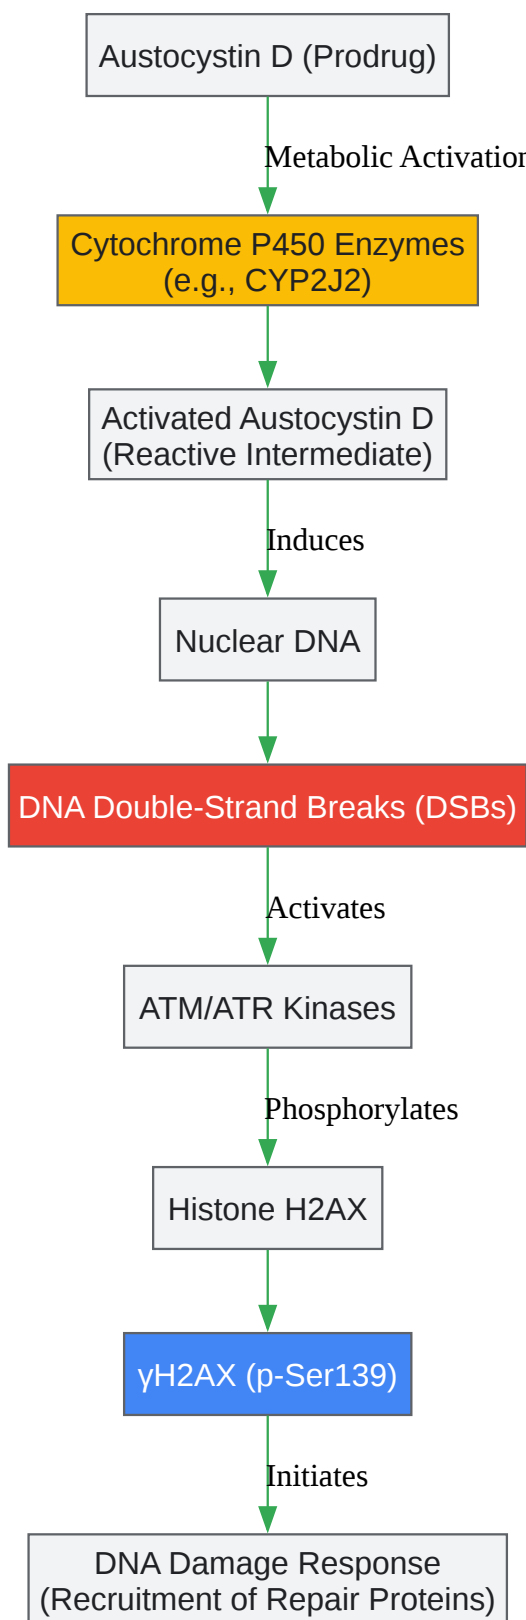 Austocystin D (Prodrug)
Metabolic Activation
Cytochrome P450 Enzymes
(e.g., CYP2J2)
Activated Austocystin D
(Reactive Intermediate)
Induces
Nuclear DNA
DNA Double-Strand Breaks (DSBs)
Activates
ATM/ATR Kinases
Phosphorylates
Histone H2AX
γH2AX (p-Ser139)
Initiates
DNA Damage Response
(Recruitment of Repair Proteins)